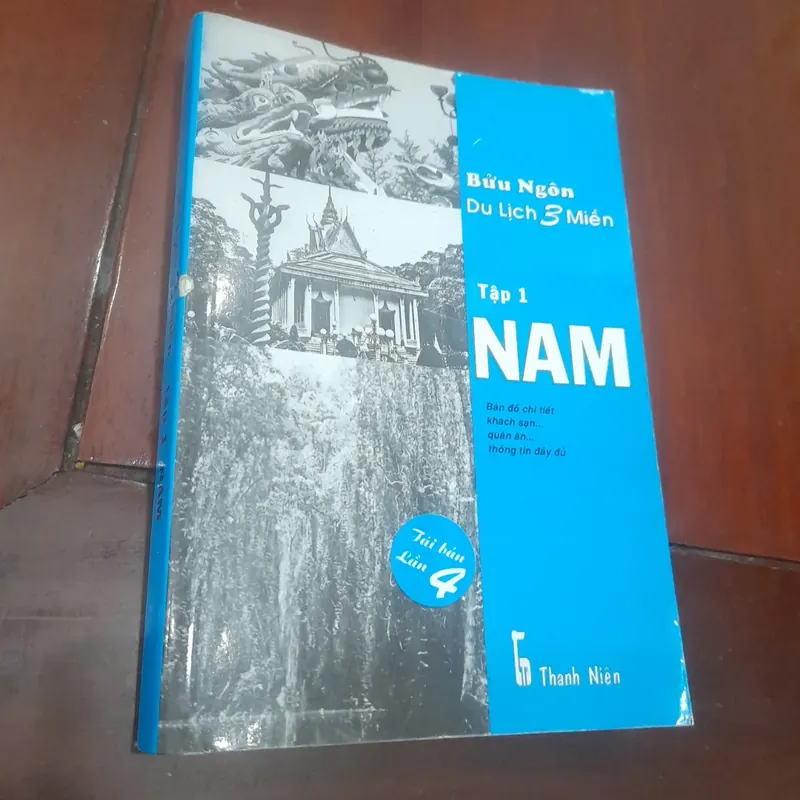 Bửu Ngôn
Du Lịch 3 Miền
Tập 1
NAM
Bản đồ chi tiết
khách sạn...
quán ăn...
thông tin đầy đủ
Tái bản
Lần 4
Thanh Niên
NAM